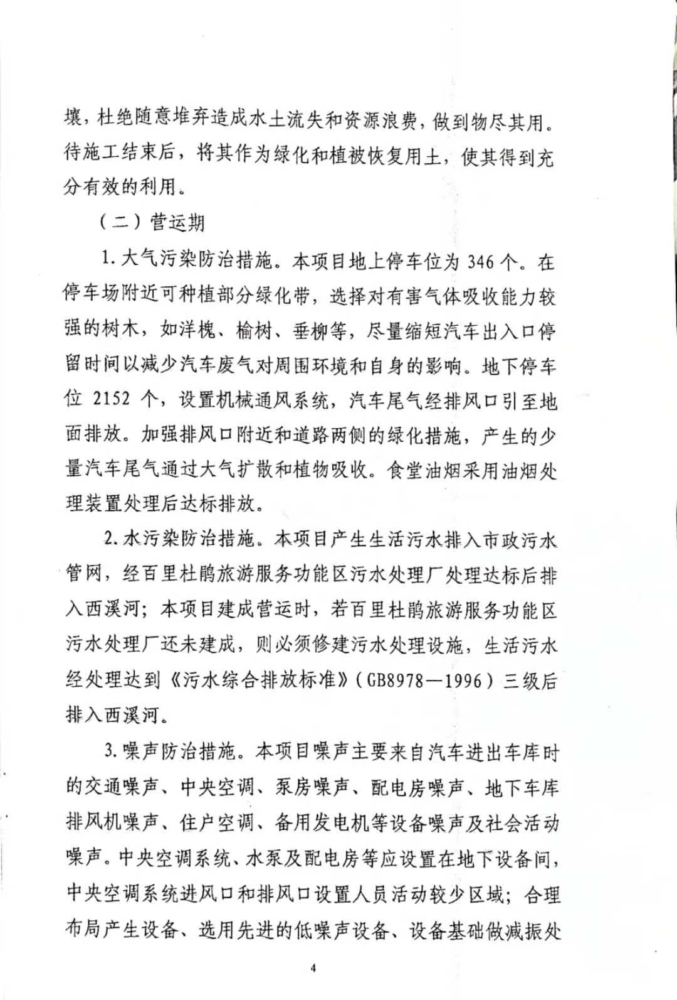 壤，杜绝随意堆弃造成水土流失和资源浪费，做到物尽其用。
待施工结束后，将其作为绿化和植被恢复用土，使其得到充
分有效的利用。
（二）营运期
1.大气污染防治措施。本项目地上停车位为 346 个。在
停车场附近可种植部分绿化带，选择对有害气体吸收能力较
强的树木，如洋槐、榆树、垂柳等，尽量缩短汽车出入口停
留时间以减少汽车废气对周围环境和自身的影响。地下停车
位 2152 个，设置机械通风系统，汽车尾气经排风口引至地
面排放。加强排风口附近和道路两侧的绿化措施，产生的少
量汽车尾气通过大气扩散和植物吸收。食堂油烟采用油烟处
理装置处理后达标排放。
2.水污染防治措施。本项目产生生活污水排入市政污水
管网，经百里杜鹃旅游服务功能区污水处理厂处理达标后排
入西溪河；本项目建成营运时，若百里杜鹃旅游服务功能区
污水处理厂还未建成，则必须修建污水处理设施，生活污水
经处理达到《污水综合排放标准》（GB8978—1996）三级后
排入西溪河。
3.噪声防治措施。本项目噪声主要来自汽车进出车库时
的交通噪声、中央空调、泵房噪声、配电房噪声、地下车库
排风机噪声、住户空调、备用发电机等设备噪声及社会活动
噪声。中央空调系统、水泵及配电房等应设置在地下设备间，
中央空调系统进风口和排风口设置人员活动较少区域；合理
布局产生设备、选用先进的低噪声设备、设备基础做减振处
4